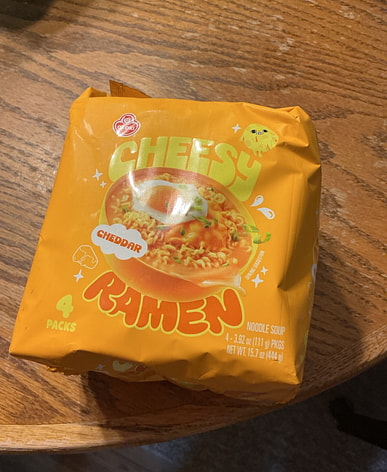 CHEESY
CHEDDAR
RAMEN
4
PACKS
NOODLE SOUP
4 - 3.92 oz (111 g) PKGS
NET WT. 15.7 oz (444 g)